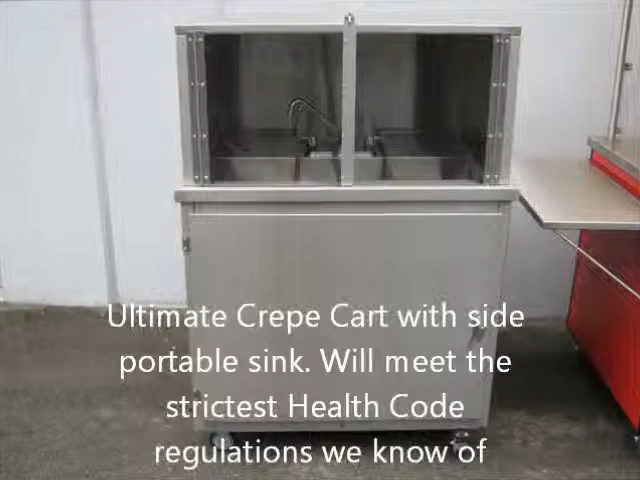 Ultimate Crepe Cart with side
portable sink. Will meet the
strictest Health Code
regulations we know of